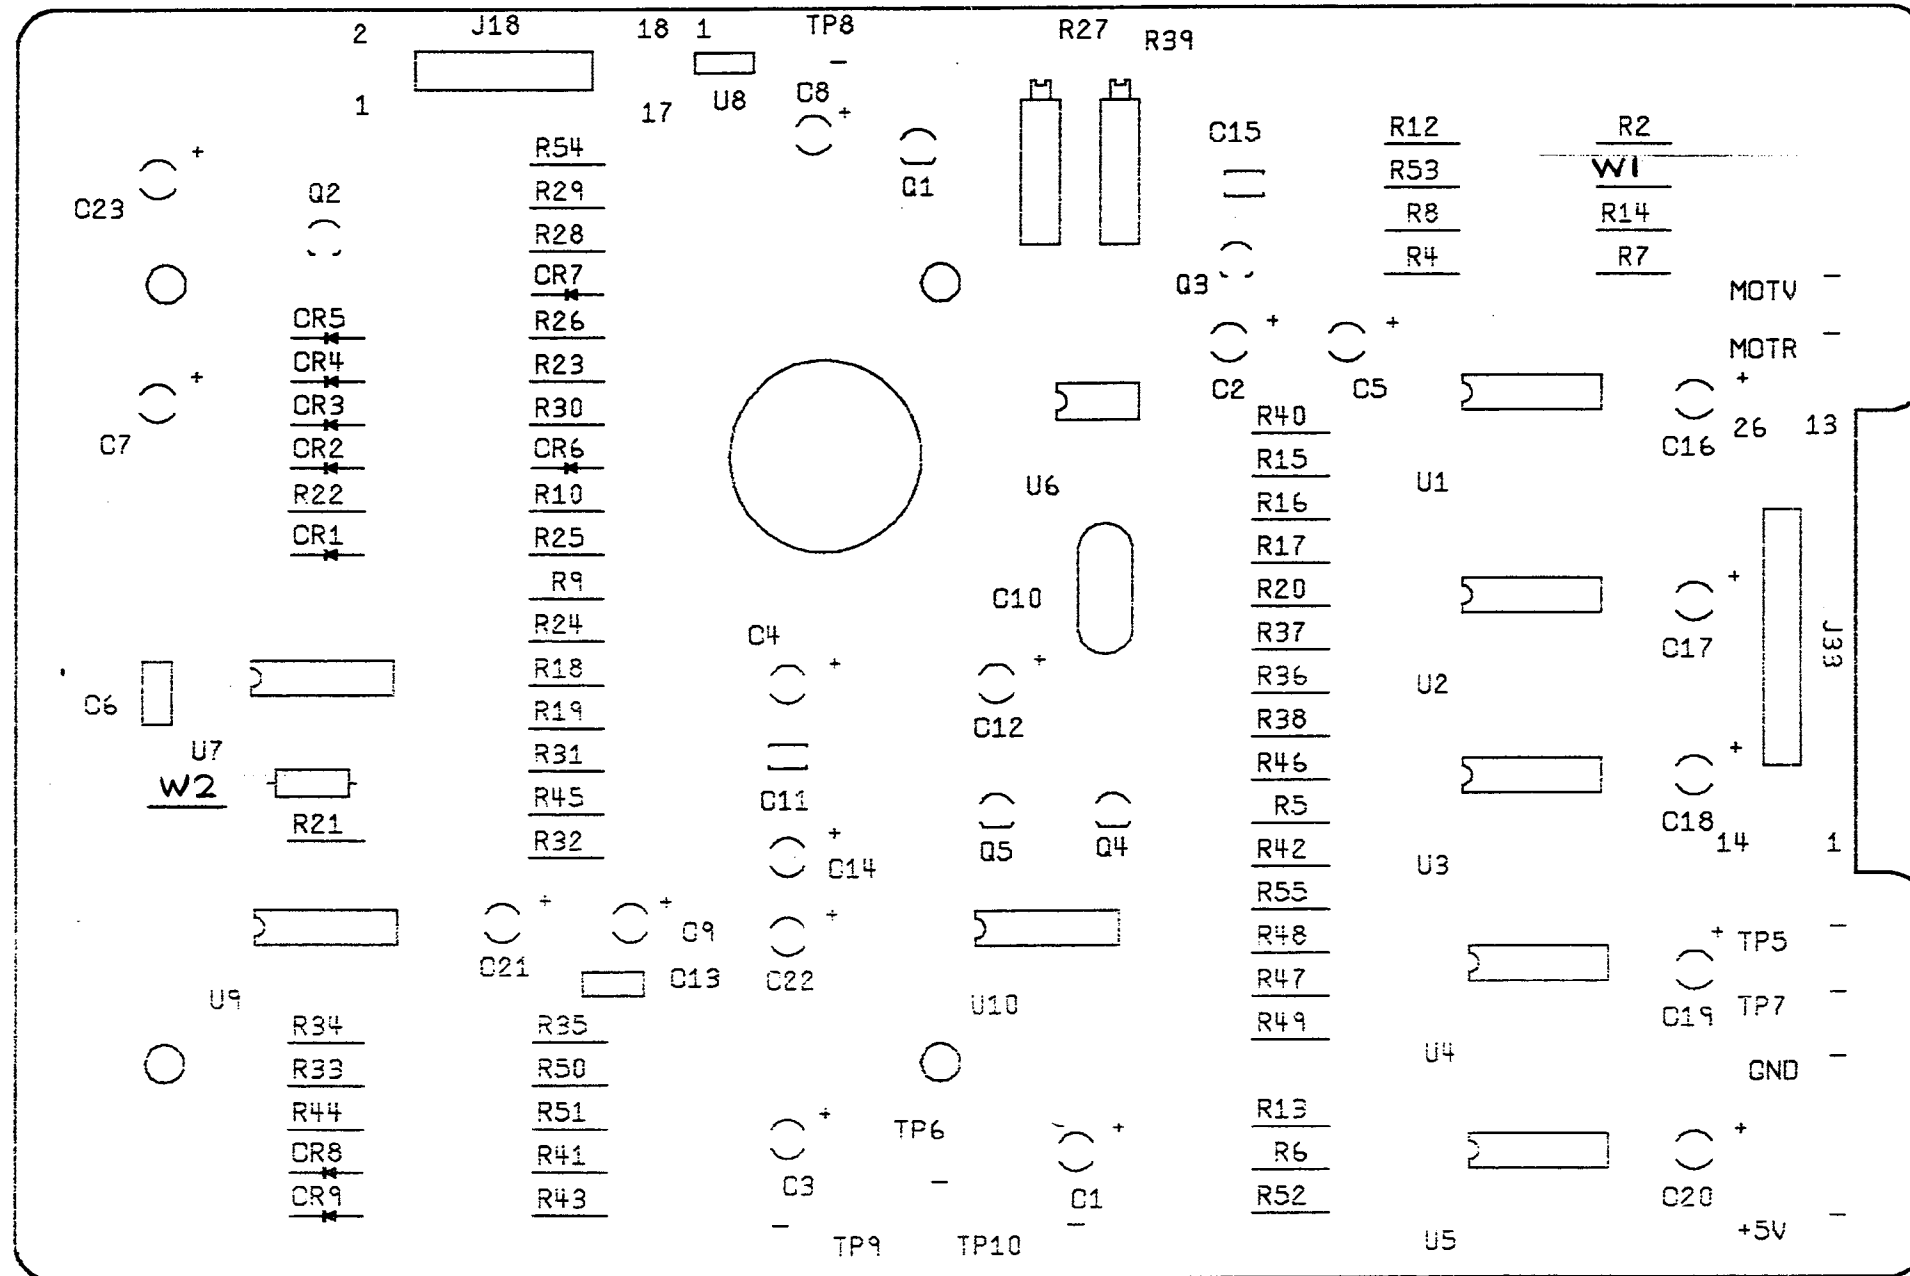 2 J18 18 1 TP8 R27 R39
1 17 U8 C8
R54 Q1 C15 R12 R2
C23 Q2 R29 R53 W1
R28 R8 R14
CR7 Q3 R4 R7
MOTV
CR5 R26
CR4 R23 C2 C5 MOTR
CR3 R30 R40
C7 CR2 CR6 R15 C16 26 13
R22 R10 U6 R16 U1
CR1 R25 R17
R9 C10 R20
R24 C4 R37 C17 J33
R18 R36 U2
C6 R19 C12 R38
U7 R31 R46
W2 R45 C11 R5
R21 R32 Q5 Q4 R42 C18 14 1
C14 U3
R55
C9 R48 TP5
C21 C13 C22 R47
U9 U10 R49 C19 TP7
R34 R35 U4
R33 R50 GND
R44 R51 TP6 R13
CR8 R41 R6
CR9 R43 C3 C1 R52 C20
TP9 TP10 U5 +5V